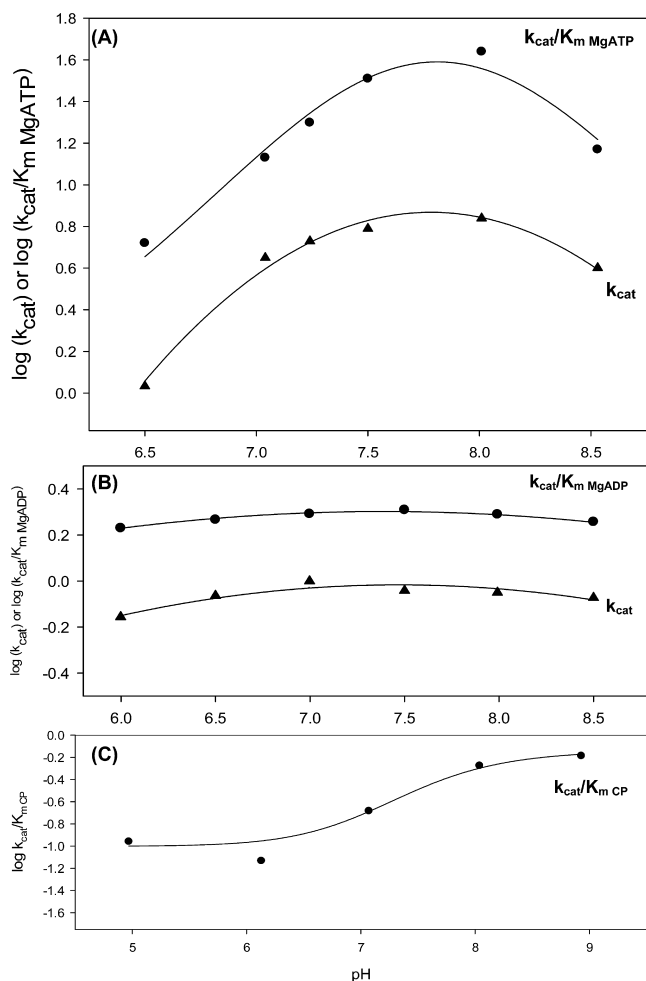 (A)
k_cat/K_m MgATP
log (k_cat) or log (k_cat/K_m MgATP)
1.8
1.6
1.4
1.2
1.0
0.8
0.6
0.4
0.2
0.0
k_cat
6.5 7.0 7.5 8.0 8.5
(B)
k_cat/K_m MgADP
log (k_cat) or log (k_cat/K_m MgADP)
0.4
0.2
0.0
-0.2
-0.4
k_cat
6.0 6.5 7.0 7.5 8.0 8.5
(C)
k_cat/K_m CP
log k_cat/K_m CP
0.0
-0.2
-0.4
-0.6
-0.8
-1.0
-1.2
-1.4
-1.6
5 6 7 8 9
pH